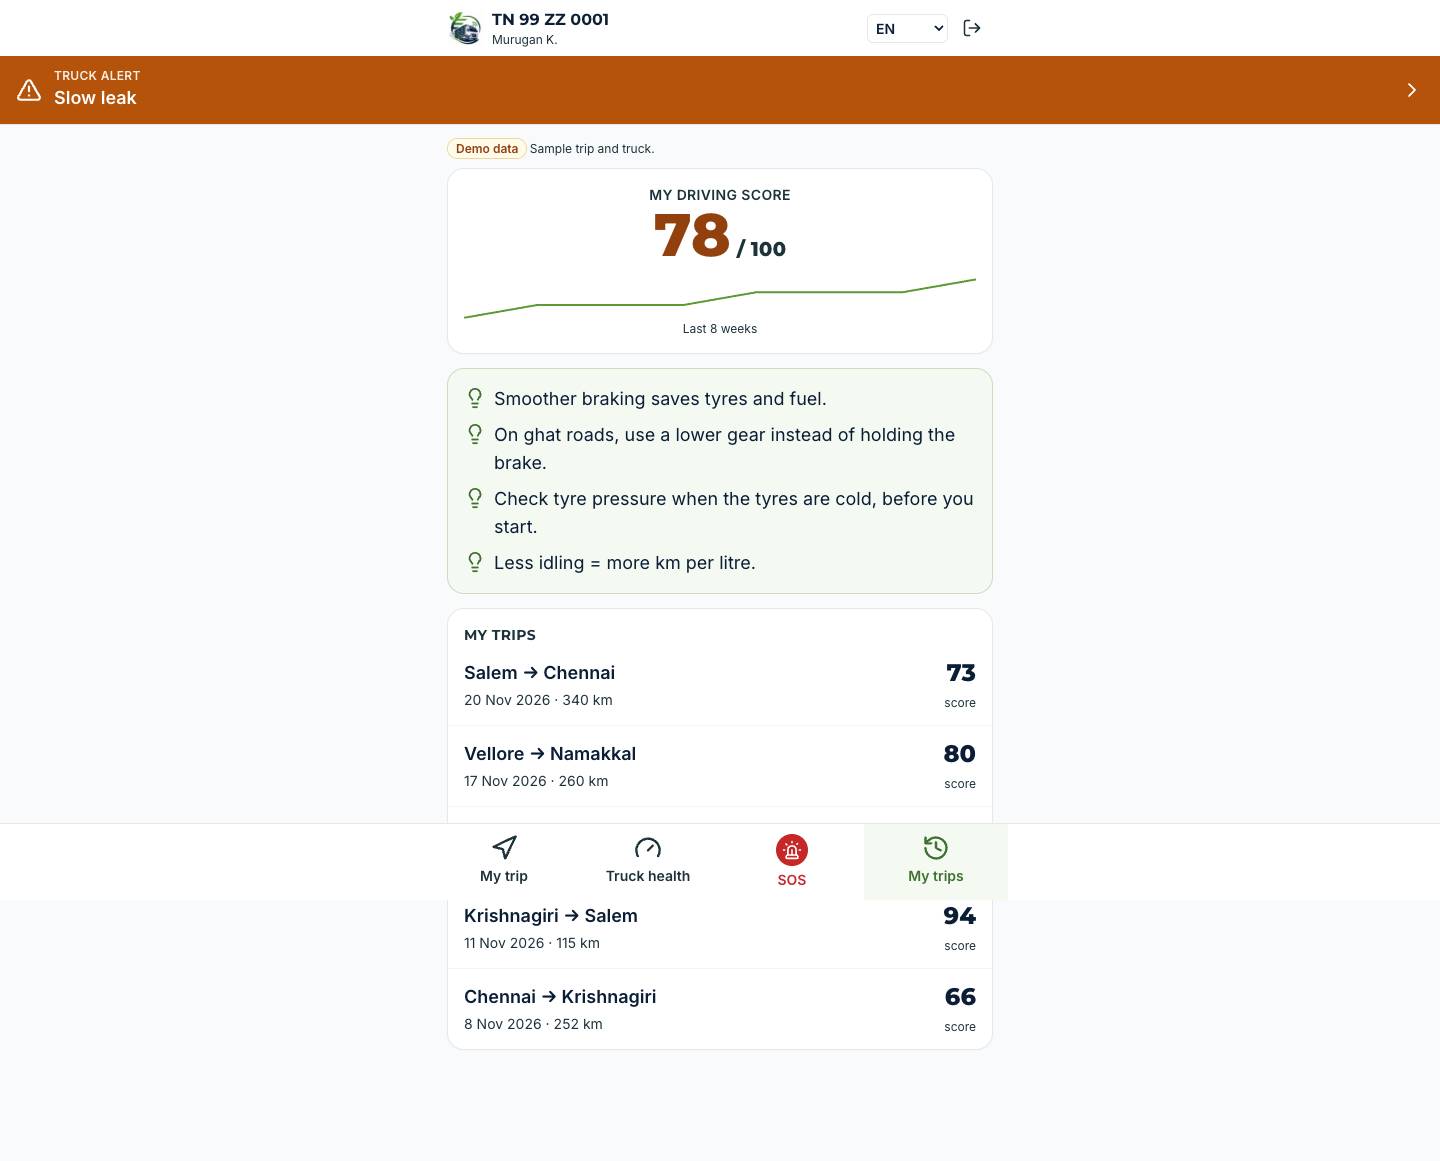 TN 99 ZZ 0001
Murugan K.
EN
TRUCK ALERT
Slow leak
Demo data Sample trip and truck.
MY DRIVING SCORE
78 / 100
Last 8 weeks
Smoother braking saves tyres and fuel.
On ghat roads, use a lower gear instead of holding the
brake.
Check tyre pressure when the tyres are cold, before you
start.
Less idling = more km per litre.
MY TRIPS
Salem → Chennai
73
20 Nov 2026 · 340 km
score
Vellore → Namakkal
80
17 Nov 2026 · 260 km
score
My trip
Truck health
SOS
My trips
Krishnagiri → Salem
94
11 Nov 2026 · 115 km
score
Chennai → Krishnagiri
66
8 Nov 2026 · 252 km
score